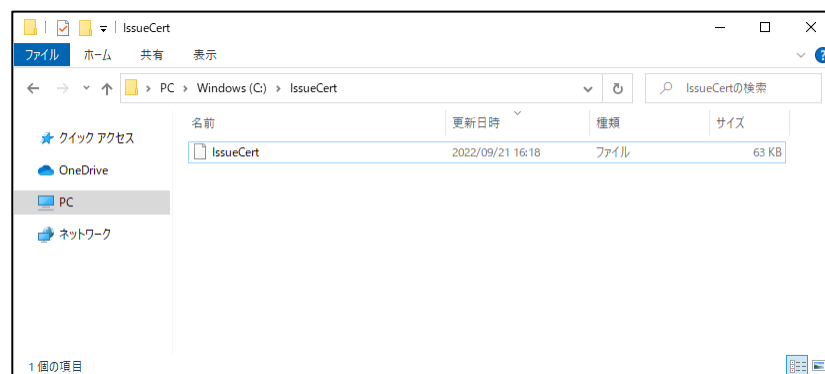 IssueCert
ファイル ホーム 共有 表示
PC Windows (C:) IssueCert IssueCertの検索
名前 更新日時 種類 サイズ
クイック アクセス
IssueCert 2022/09/21 16:18 ファイル 63 KB
OneDrive
PC
ネットワーク
1 個の項目